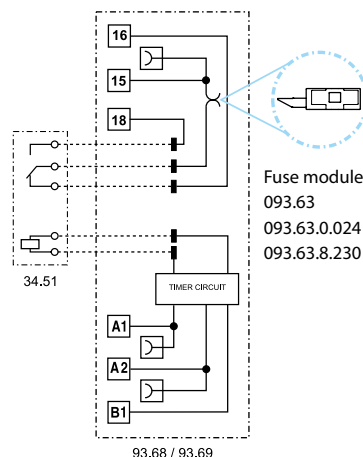 16
15
18
34.51
TIMER CIRCUIT
A1
A2
B1
93.68 / 93.69
Fuse module
093.63
093.63.0.024
093.63.8.230